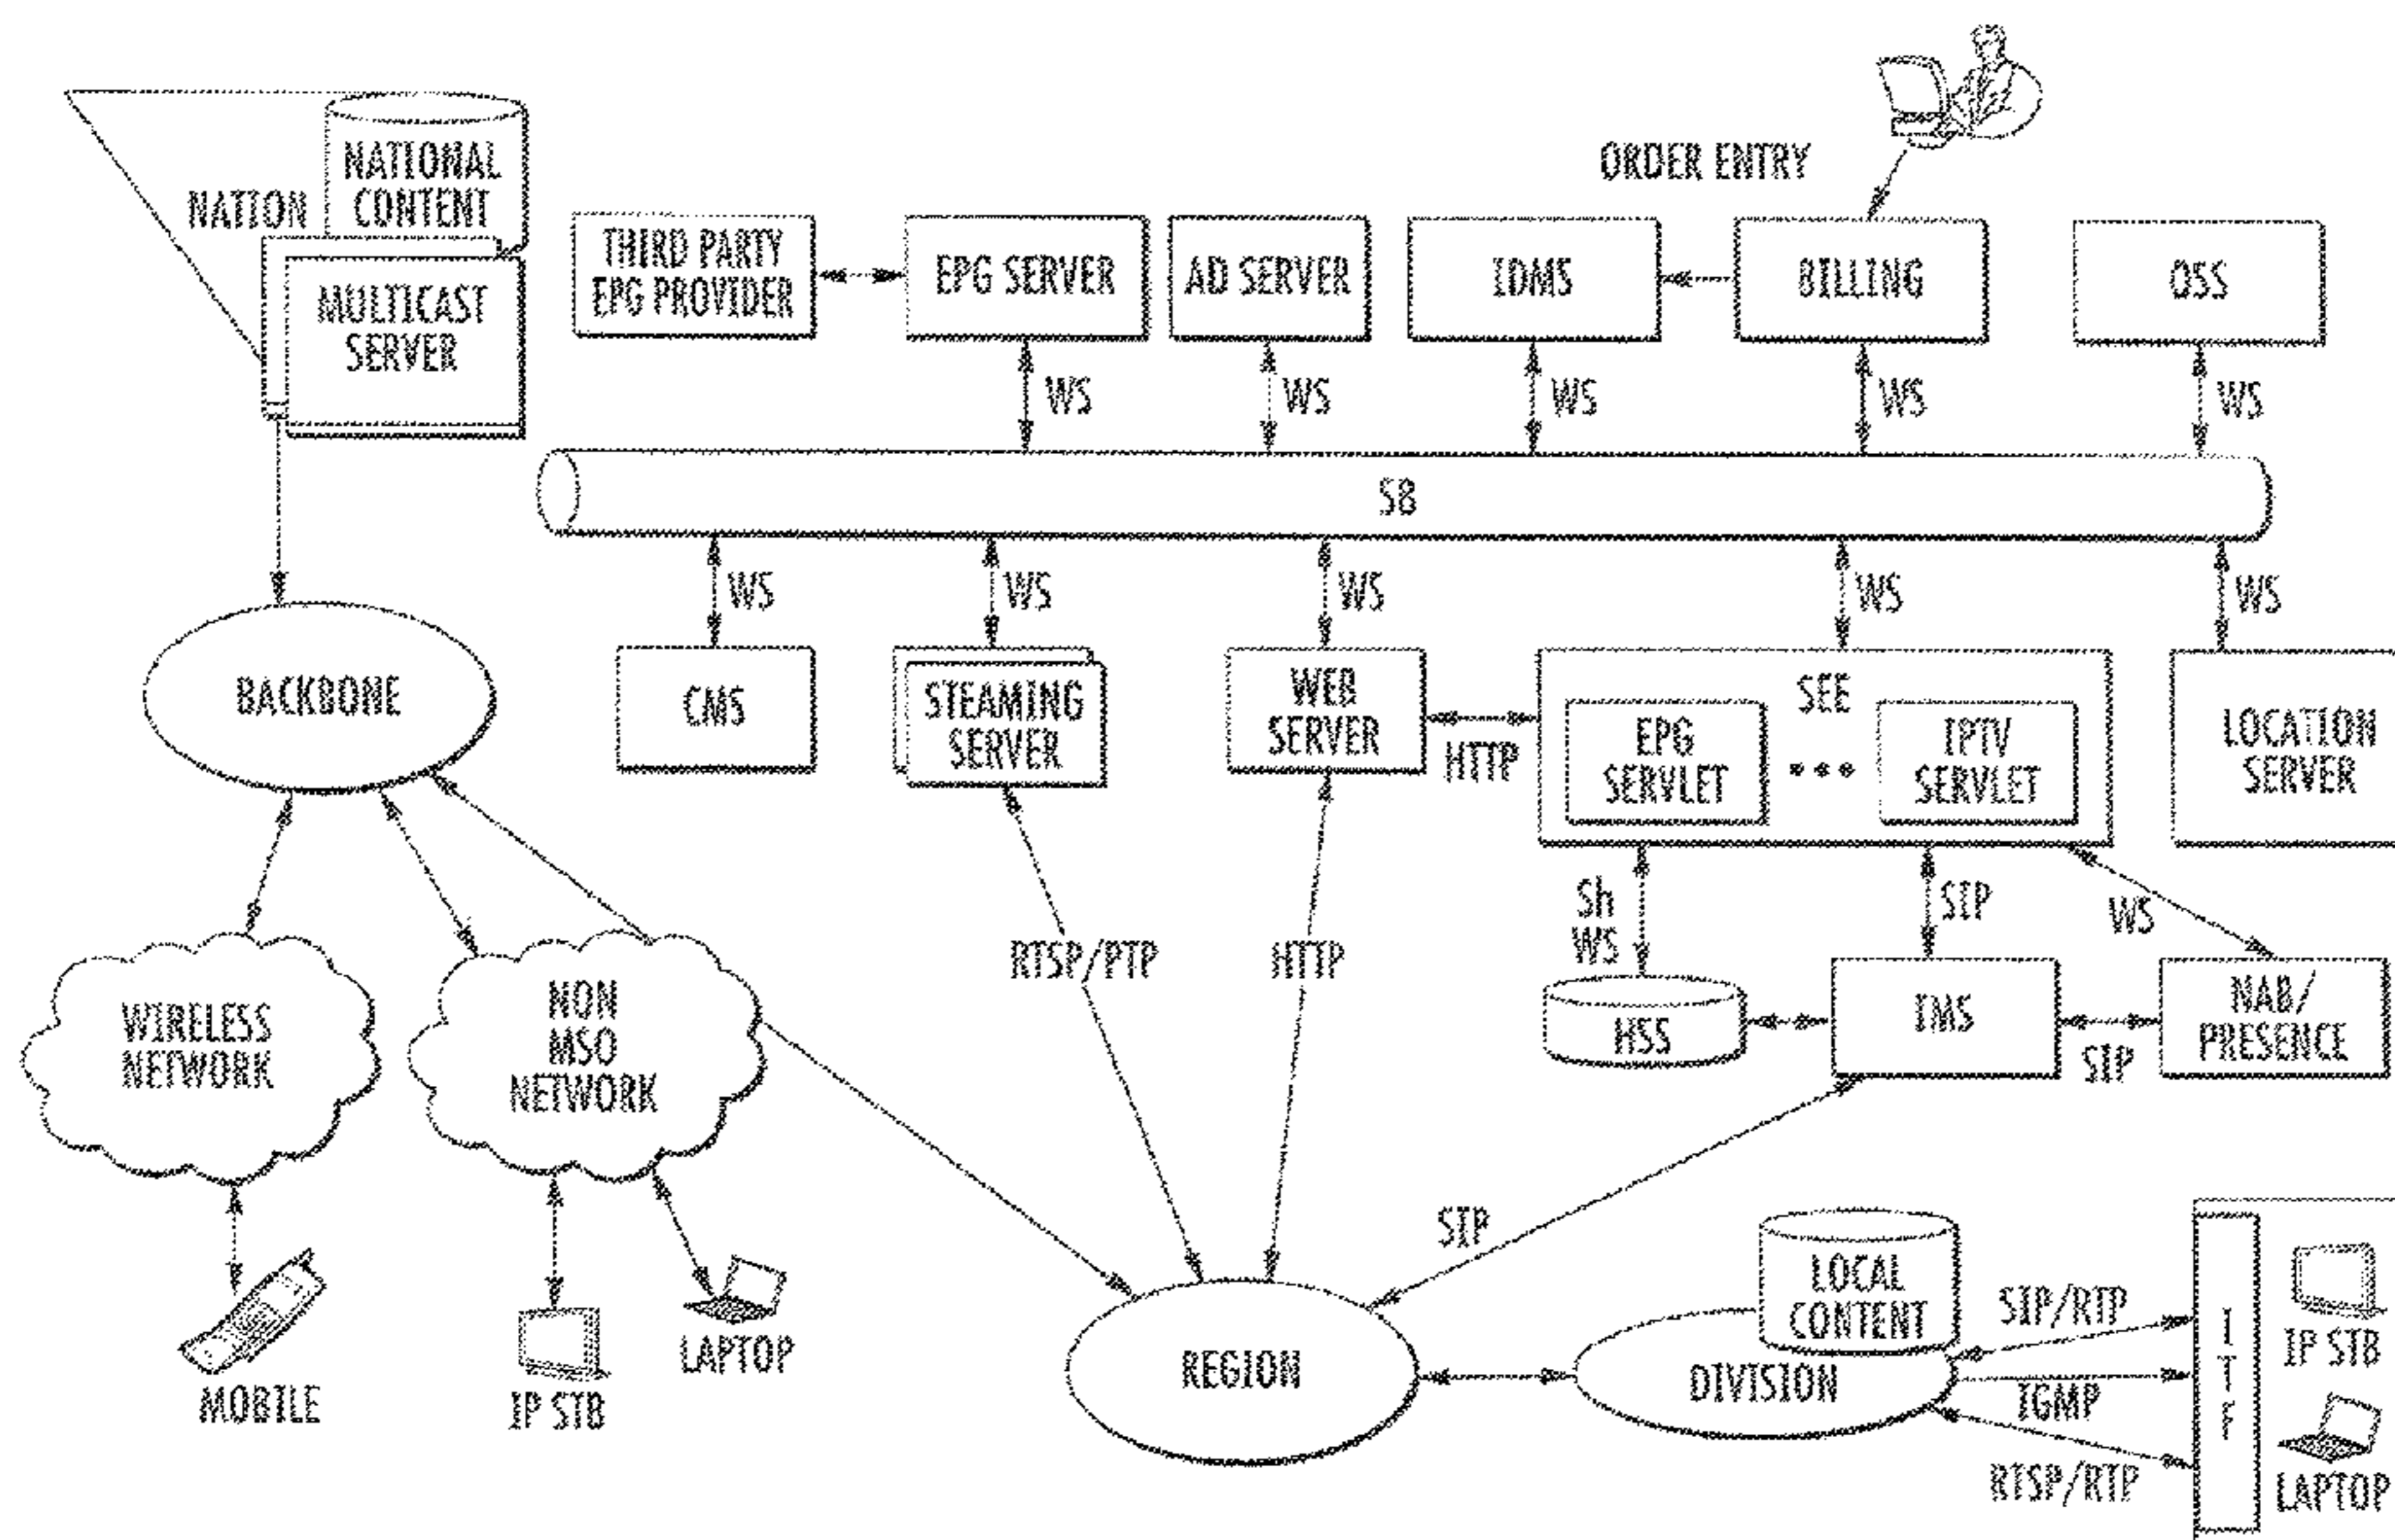 ORDER ENTRY
NATION
NATIONAL
CONTENT
MULTICAST
SERVER
THIRD PARTY
EPG PROVIDER
EPG SERVER
AD SERVER
IDMS
BILLING
OSS
WS
WS
WS
WS
WS
SB
WS
WS
WS
WS
WS
BACKBONE
CMS
STEAMING
SERVER
WEB
SERVER
HTTP
SEE
EPG
SERVLET
IPTV
SERVLET
LOCATION
SERVER
Sh
WS
SIP
WS
RTSP/PTP
HTTP
WIRELESS
NETWORK
NON
MSO
NETWORK
HSS
IMS
SIP
NAB/
PRESENCE
SIP
MOBILE
IP STB
LAPTOP
REGION
LOCAL
CONTENT
DIVISION
SIP/RTP
IGMP
RTSP/RTP
I
T
F
IP STB
LAPTOP